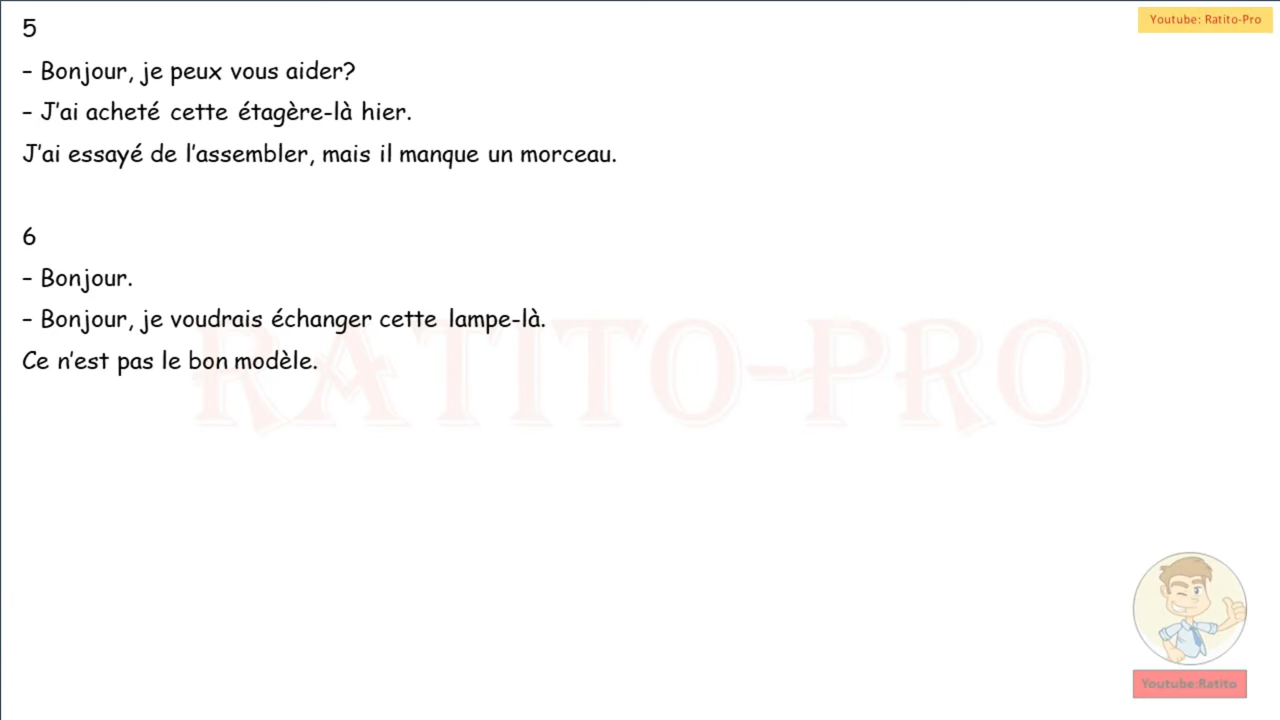 5
Youtube: Ratito-Pro
– Bonjour, je peux vous aider?
– J'ai acheté cette étagère-là hier.
J'ai essayé de l'assembler, mais il manque un morceau.
6
– Bonjour.
– Bonjour, je voudrais échanger cette lampe-là.
Ce n'est pas le bon modèle.
RATITO-PRO
Youtube:Ratito